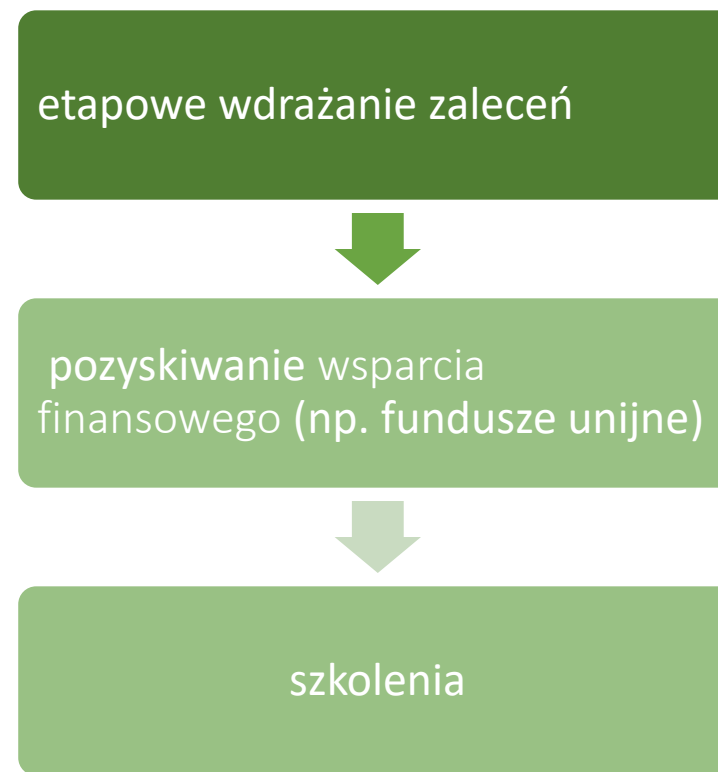 etapowe wdrażanie zaleceń
pozyskiwanie wsparcia
finansowego (np. fundusze unijne)
szkolenia